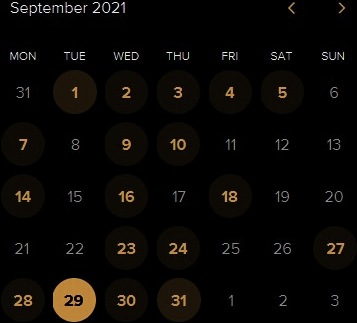 September 2021
MON TUE WED THU FRI SAT SUN
31 1 2 3 4 5 6
7 8 9 10 11 12 13
14 15 16 17 18 19 20
21 22 23 24 25 26 27
28 29 30 31 1 2 3